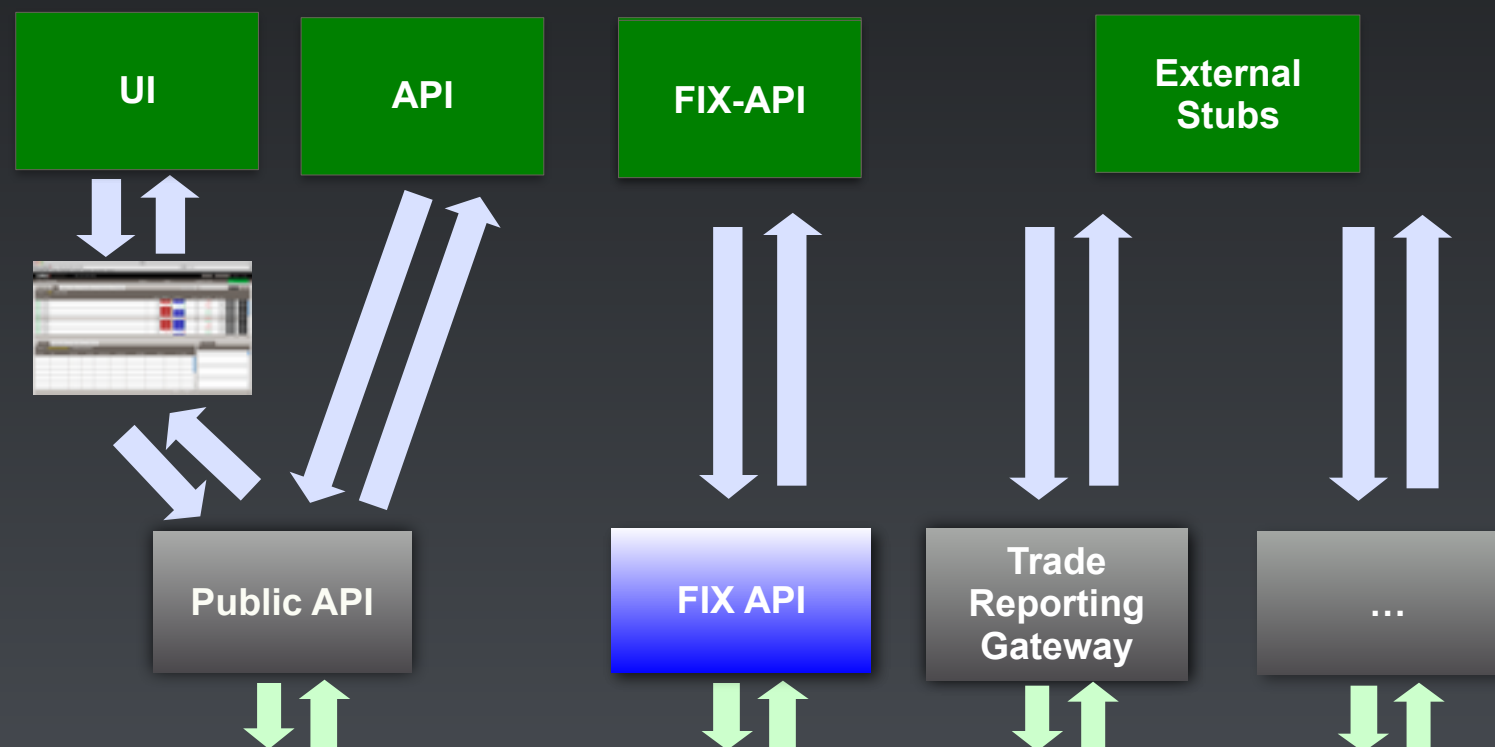 UI
API
FIX-API
External
Stubs
Public API
FIX API
Trade
Reporting
Gateway
...